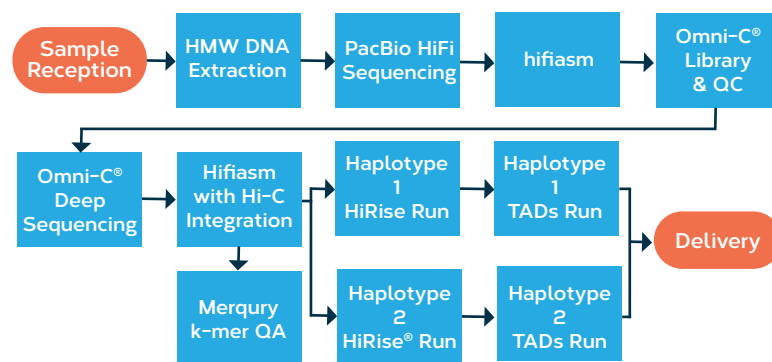 Sample
Reception
HMW DNA
Extraction
PacBio HiFi
Sequencing
hifiasm
Omni-C®
Library
& QC
Omni-C®
Deep
Sequencing
Hifiasm
with Hi-C
Integration
Haplotype
1
HiRise Run
Haplotype
1
TADs Run
Delivery
Merqury
k-mer QA
Haplotype
2
HiRise® Run
Haplotype
2
TADs Run